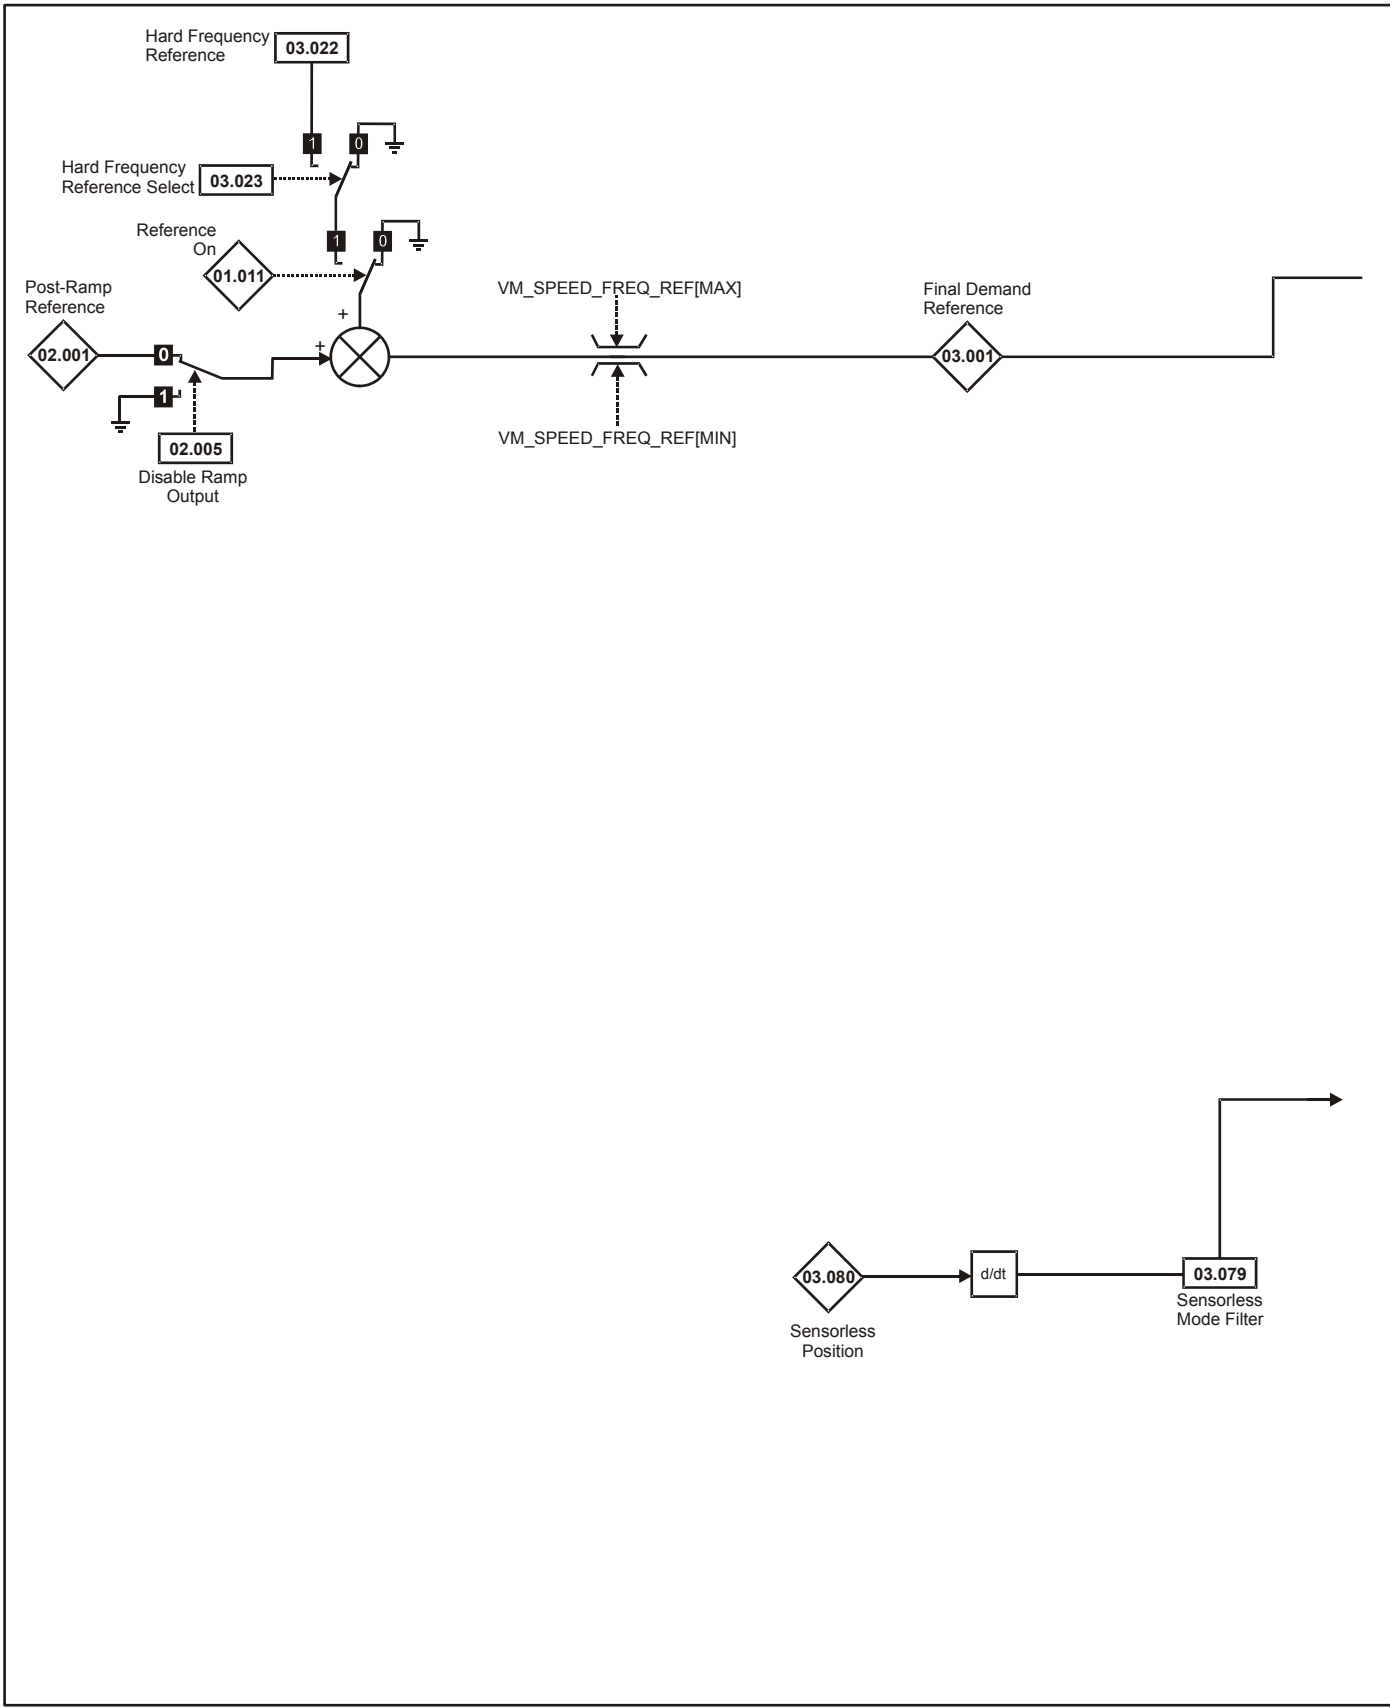 Hard Frequency
Reference
03.022
1
0
Hard Frequency
Reference Select
03.023
Reference
On
1
0
01.011
Post-Ramp
Reference
+
VM_SPEED_FREQ_REF[MAX]
Final Demand
Reference
02.001
0
+
03.001
1
02.005
VM_SPEED_FREQ_REF[MIN]
Disable Ramp
Output
03.080
d/dt
03.079
Sensorless
Mode Filter
Sensorless
Position